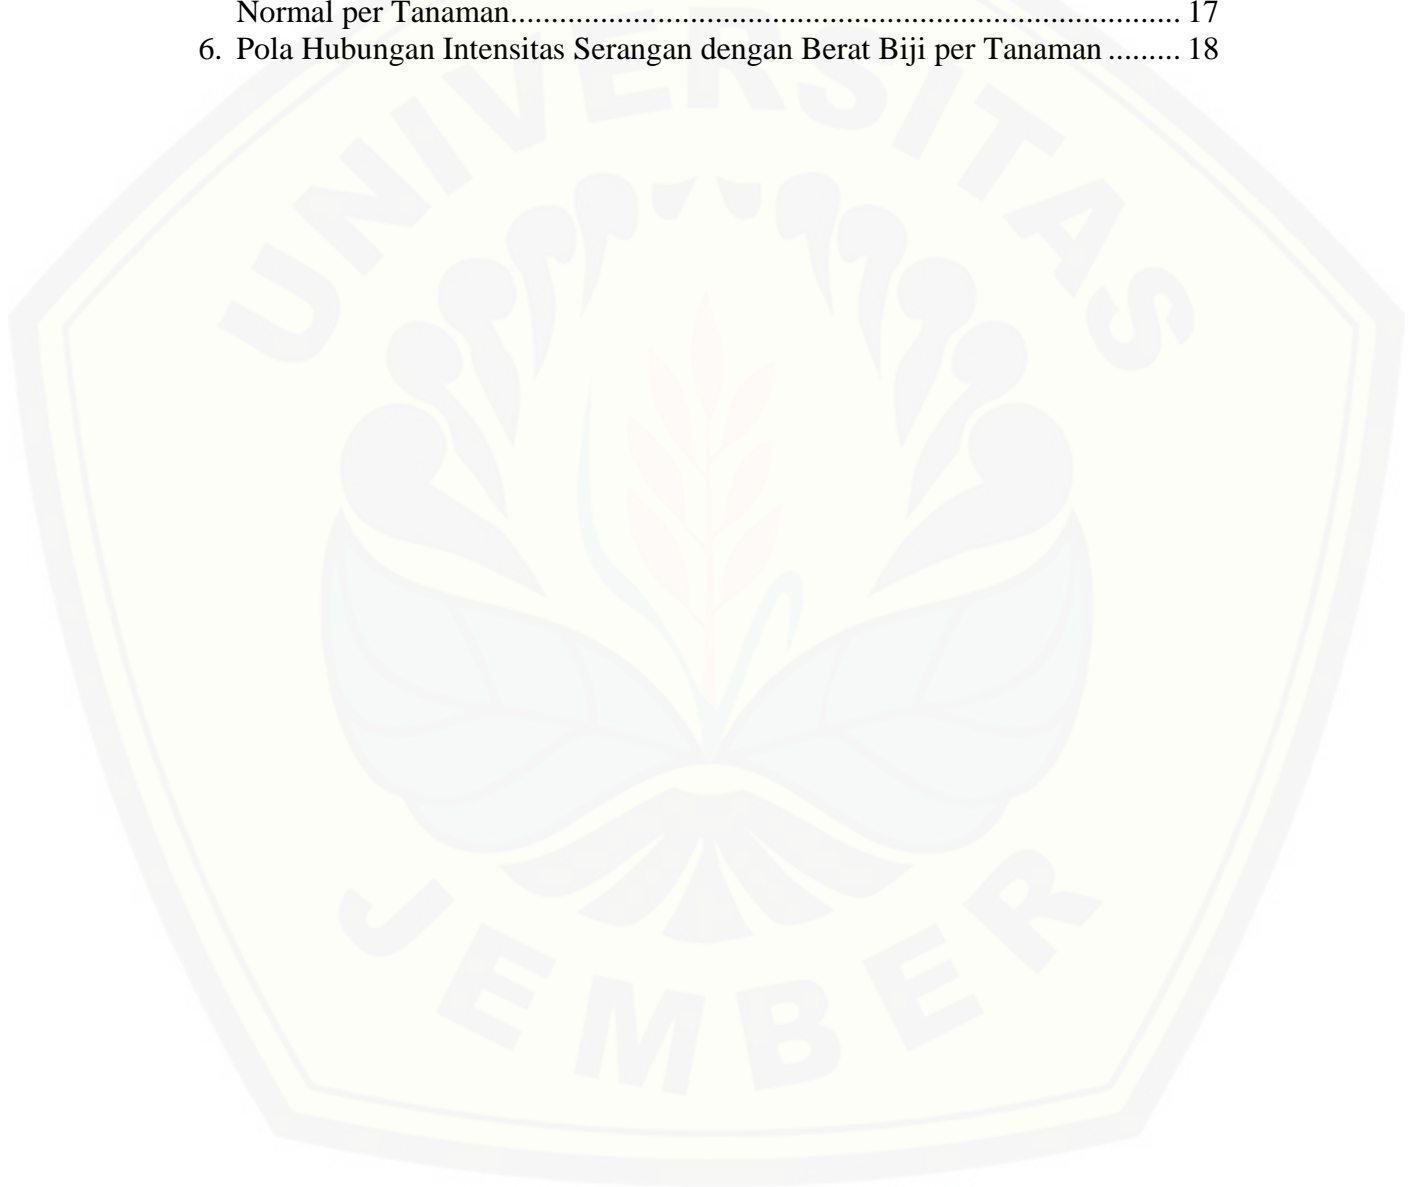 Normal per Tanaman.................................................................................. 17
6. Pola Hubungan Intensitas Serangan dengan Berat Biji per Tanaman ......... 18
UNIVERSITAS
JEMBER